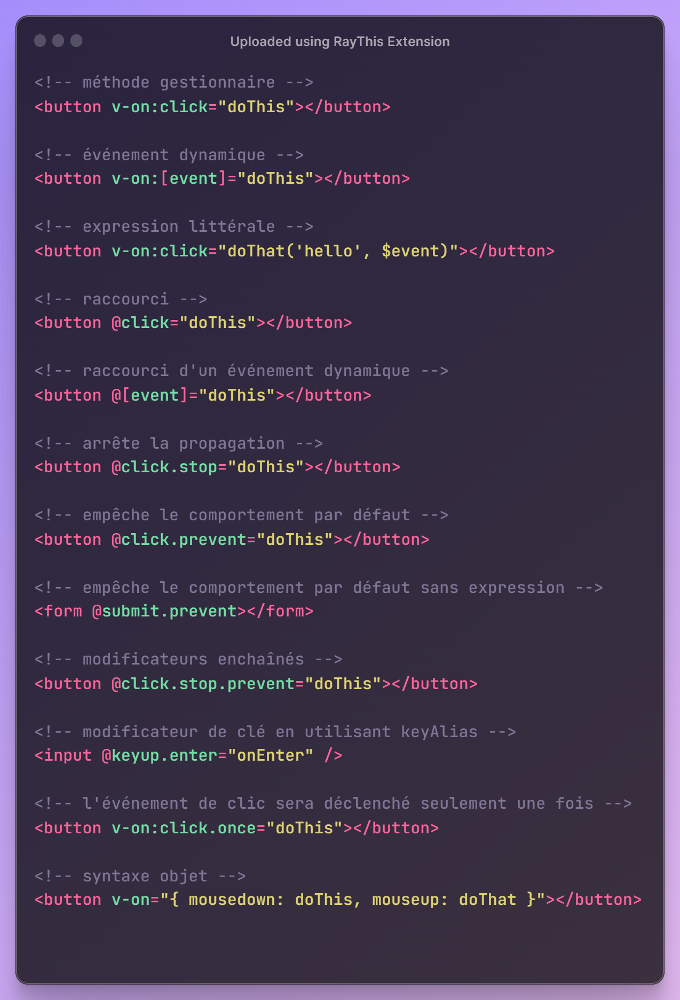 Uploaded using RayThis Extension
<!-- méthode gestionnaire -->
<button v-on:click="doThis"></button>
<!-- événement dynamique -->
<button v-on:[event]="doThis"></button>
<!-- expression littérale -->
<button v-on:click="doThat('hello', $event)"></button>
<!-- raccourci -->
<button @click="doThis"></button>
<!-- raccourci d'un événement dynamique -->
<button @[event]="doThis"></button>
<!-- arrête la propagation -->
<button @click.stop="doThis"></button>
<!-- empêche le comportement par défaut -->
<button @click.prevent="doThis"></button>
<!-- empêche le comportement par défaut sans expression -->
<form @submit.prevent></form>
<!-- modificateurs enchaînés -->
<button @click.stop.prevent="doThis"></button>
<!-- modificateur de clé en utilisant keyAlias -->
<input @keyup.enter="onEnter" />
<!-- l'événement de clic sera déclenché seulement une fois -->
<button v-on:click.once="doThis"></button>
<!-- syntaxe objet -->
<button v-on="{ mousedown: doThis, mouseup: doThat }"></button>